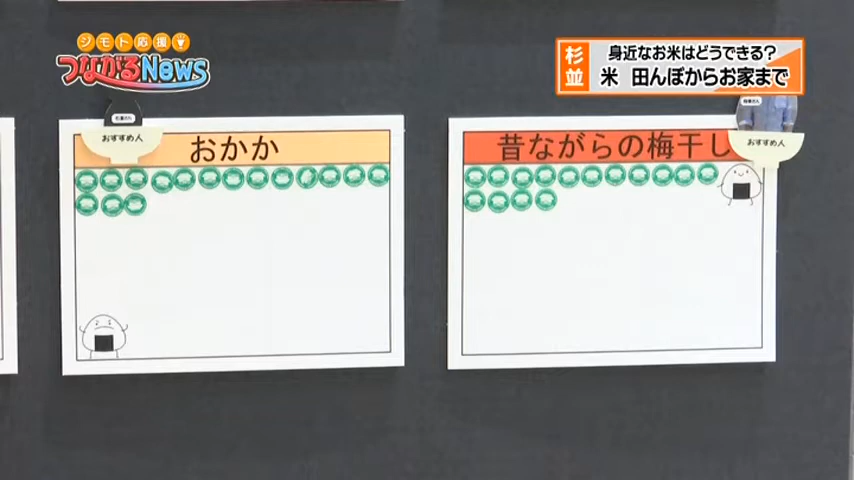 ジモト応援
つながるNEWS
杉並
身近なお米はどうできる?
米 田んぼからお家まで
おすすめ人
おかか
昔ながらの梅干し
おすすめ人